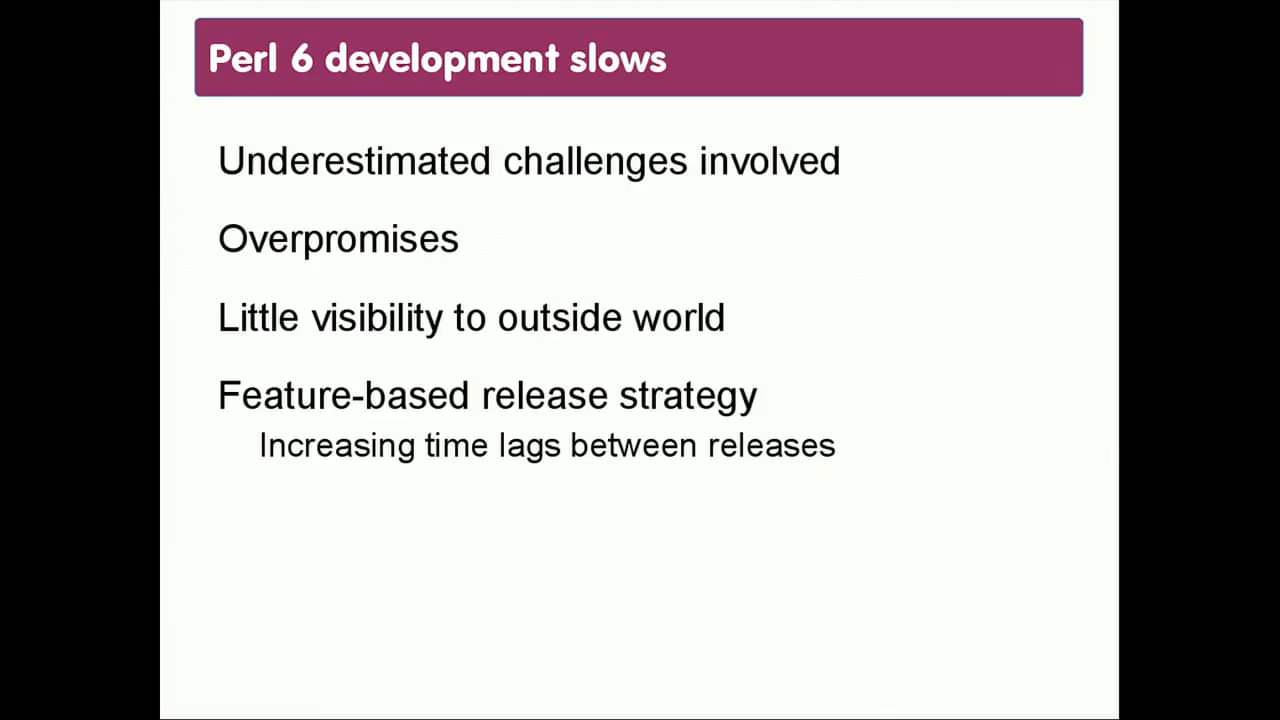 Perl 6 development slows
Underestimated challenges involved
Overpromises
Little visibility to outside world
Feature-based release strategy
Increasing time lags between releases